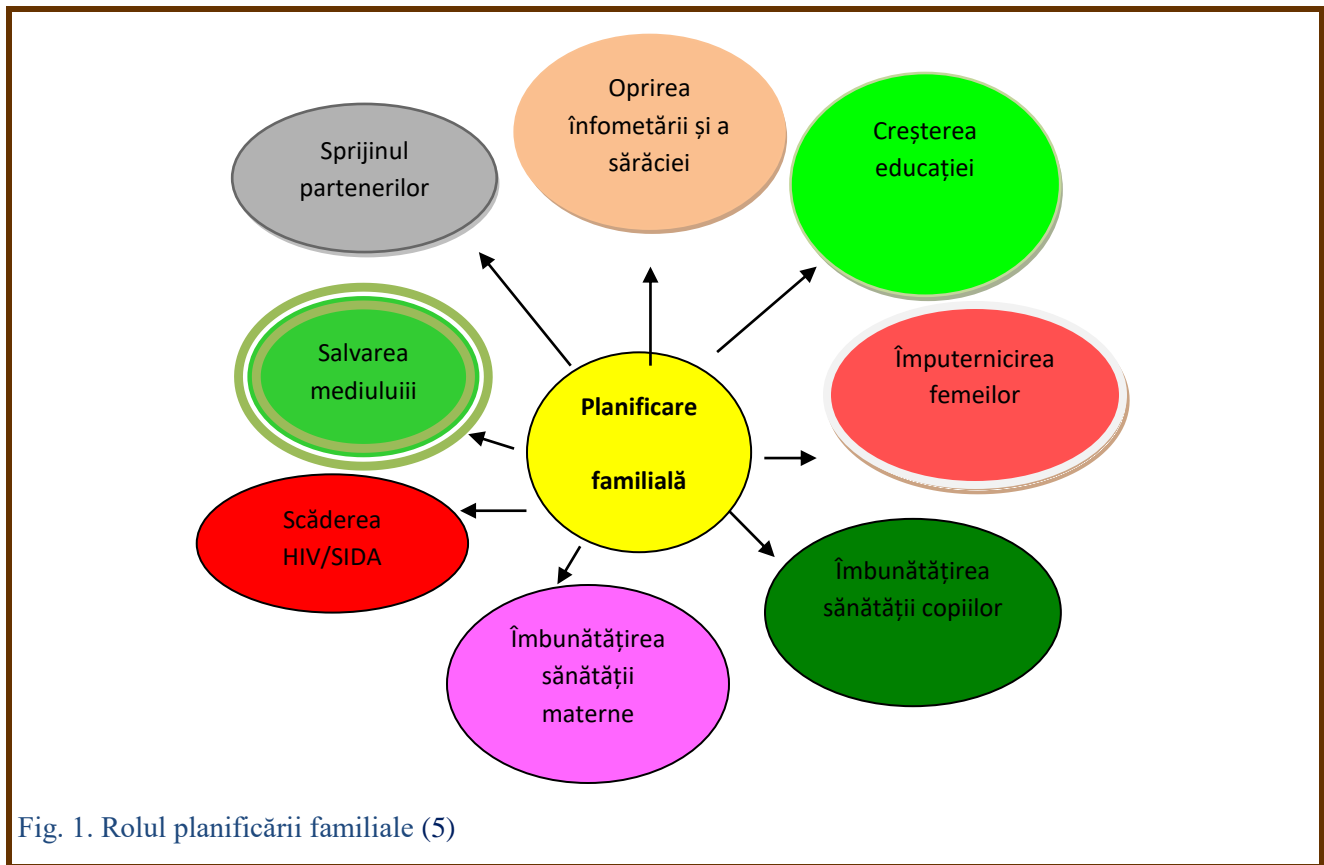 Oprirea
înfometării și a
sărăciei
Creșterea
educației
Sprijinul
partenerilor
Salvarea
mediuluiii
Împuternicirea
femeilor
Planificare
familială
Scăderea
HIV/SIDA
Îmbunătățirea
sănătății copiilor
Îmbunătățirea
sănătății
materne
Fig. 1. Rolul planificării familiale (5)